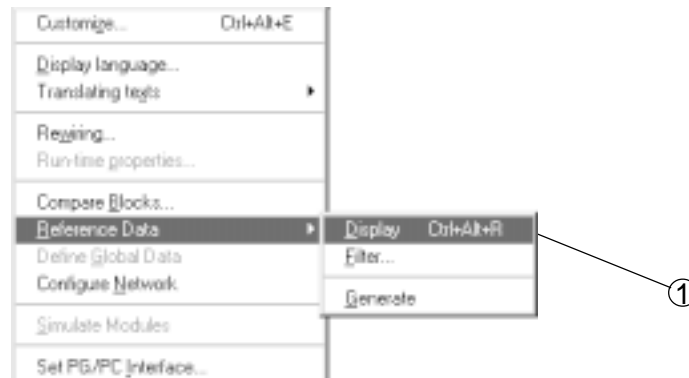 Customize... Ctrl+Alt+E
Display language...
Translating texts
Rewiring...
Run-time properties...
Compare Blocks...
Reference Data
Define Global Data
Configure Network
Simulate Modules
Set PG/PC Interface...
Display Ctrl+Alt+R
Filter...
Generate
1